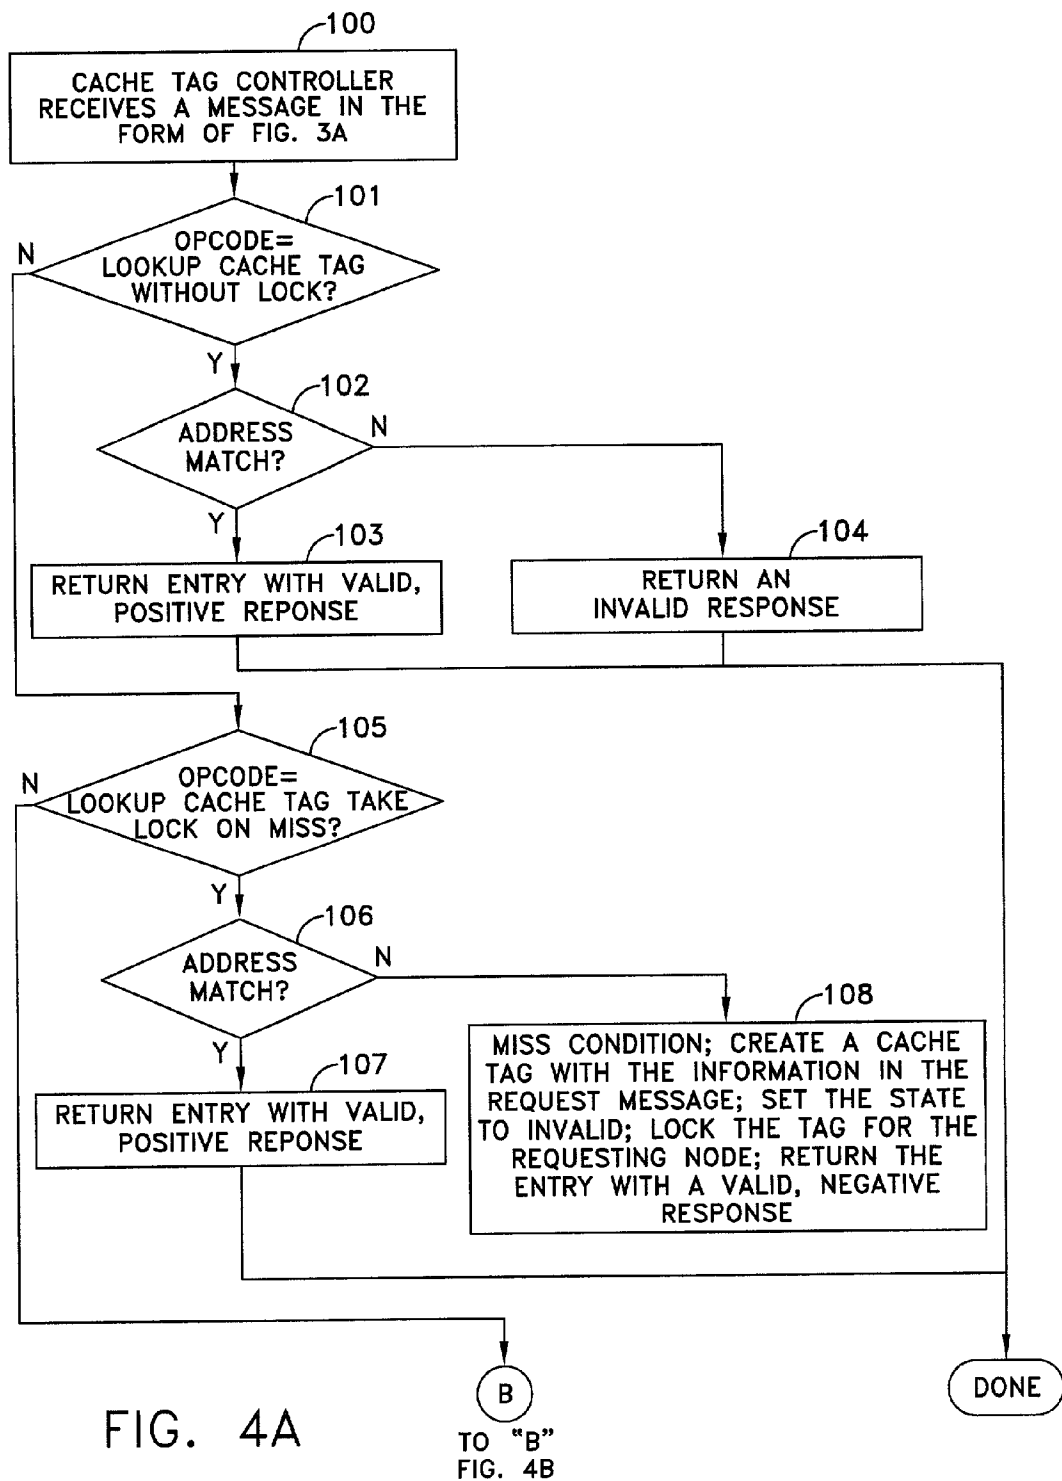 100
CACHE TAG CONTROLLER
RECEIVES A MESSAGE IN THE
FORM OF FIG. 3A
101
N
OPCODE=
LOOKUP CACHE TAG
WITHOUT LOCK?
Y
102
N
ADDRESS
MATCH?
Y
103
RETURN ENTRY WITH VALID,
POSITIVE REPONSE
104
RETURN AN
INVALID RESPONSE
105
N
OPCODE=
LOOKUP CACHE TAG TAKE
LOCK ON MISS?
Y
106
N
ADDRESS
MATCH?
Y
107
RETURN ENTRY WITH VALID,
POSITIVE REPONSE
108
MISS CONDITION; CREATE A CACHE
TAG WITH THE INFORMATION IN THE
REQUEST MESSAGE; SET THE STATE
TO INVALID; LOCK THE TAG FOR THE
REQUESTING NODE; RETURN THE
ENTRY WITH A VALID, NEGATIVE
RESPONSE
B
TO "B"
FIG. 4B
DONE
FIG. 4A